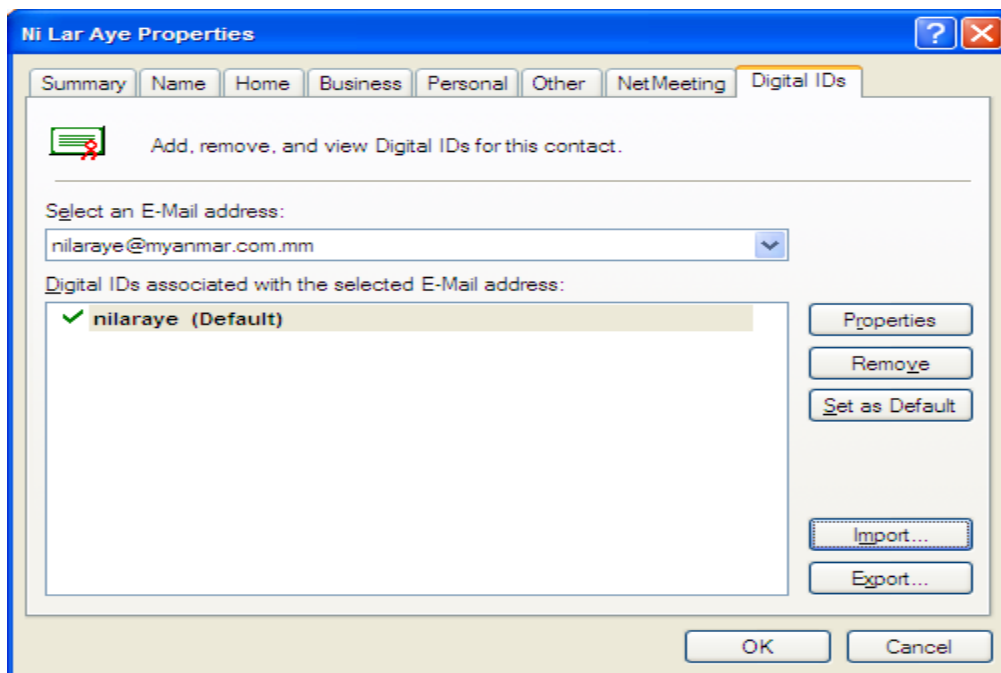 Ni Lar Aye Properties
Summary Name Home Business Personal Other NetMeeting Digital IDs
Add, remove, and view Digital IDs for this contact.
Select an E-Mail address:
nilaraye@myanmar.com.mm
Digital IDs associated with the selected E-Mail address:
nilaraye (Default)
Properties
Remove
Set as Default
Import...
Export...
OK Cancel